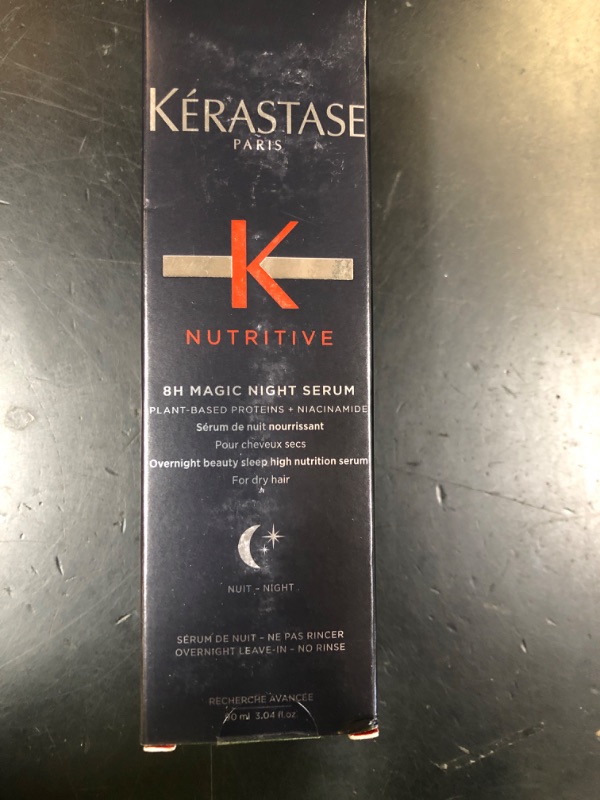 KÉRASTASE
PARIS
K
NUTRITIVE
8H MAGIC NIGHT SERUM
PLANT-BASED PROTEINS + NIACINAMIDE
Sérum de nuit nourrissant
Pour cheveux secs
Overnight beauty sleep high nutrition serum
For dry hair
NUIT - NIGHT
SÉRUM DE NUIT - NE PAS RINCER
OVERNIGHT LEAVE-IN - NO RINSE
RECHERCHE AVANCÉE
90 ml 3.04 fl.oz